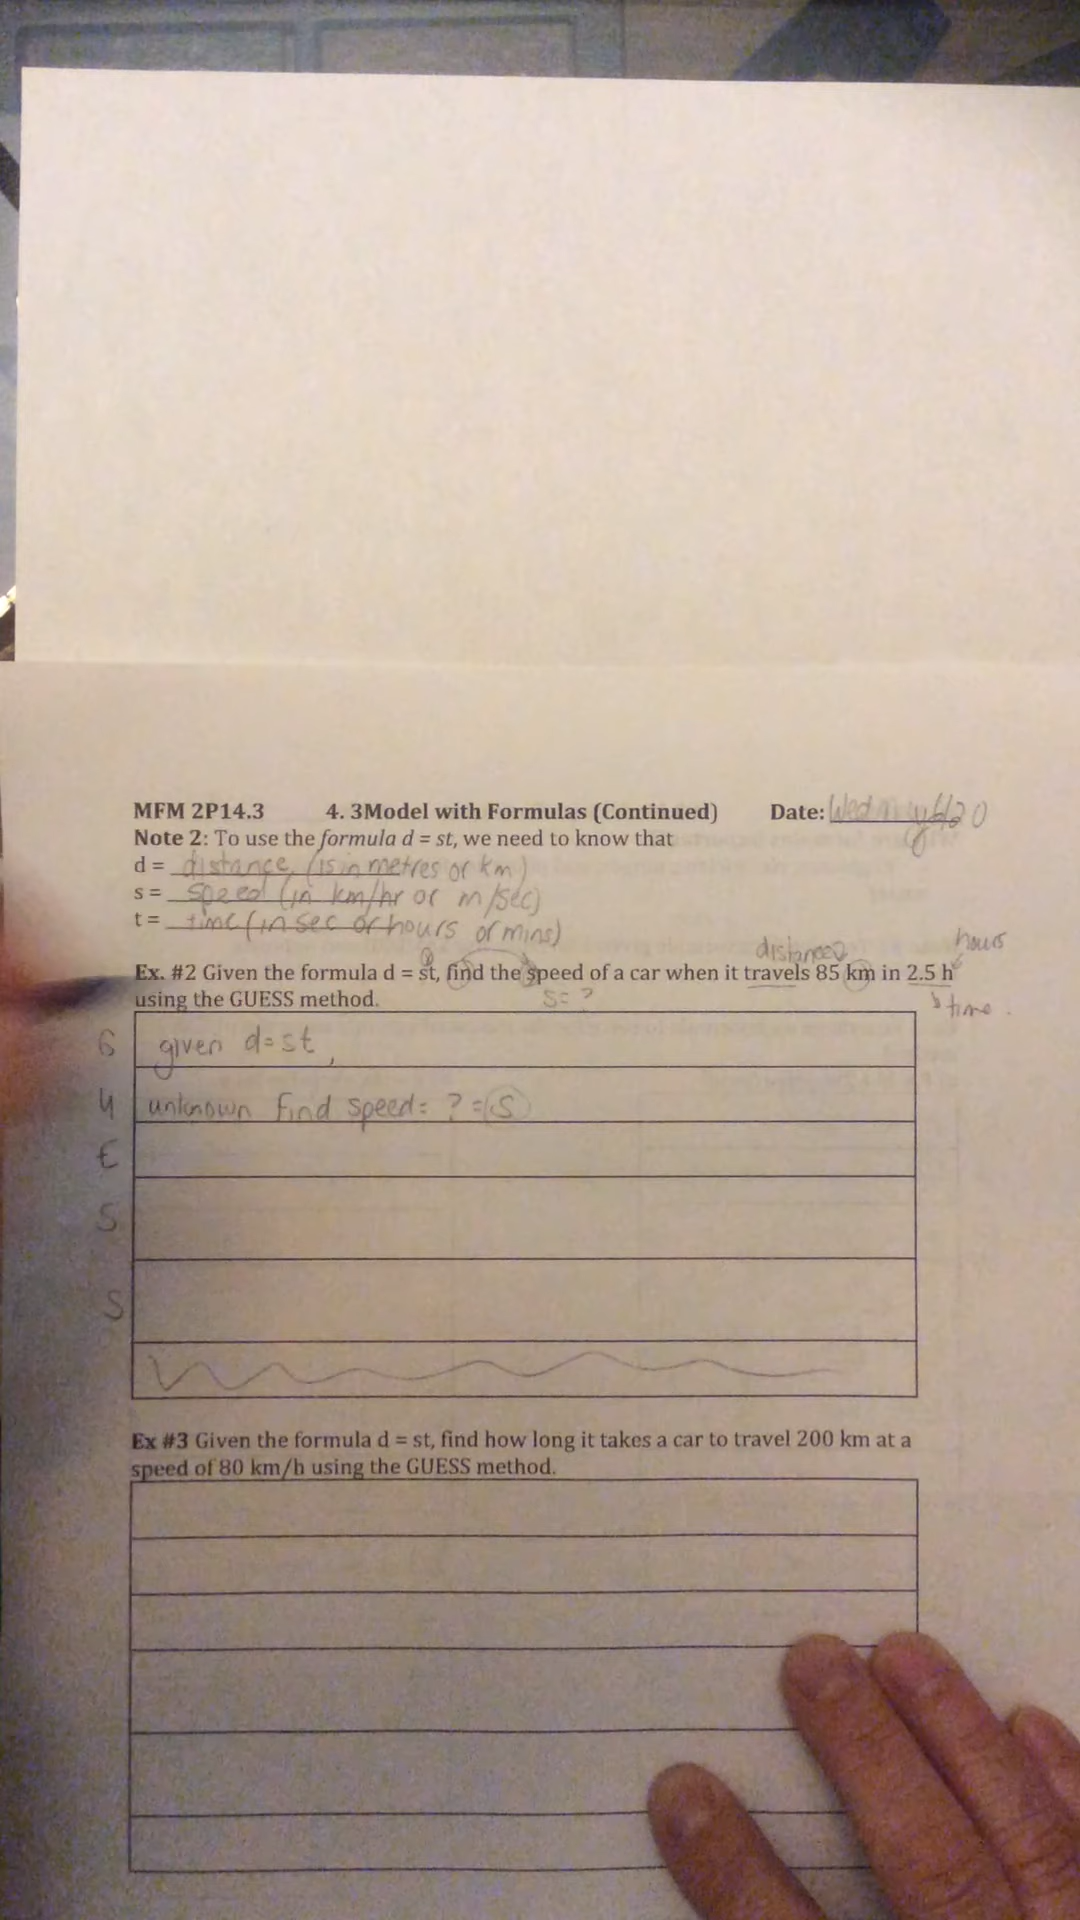 MFM 2P14.3 4. 3Model with Formulas (Continued) Date: Wed
Note 2: To use the formula d = st, we need to know that
d = distance (is in metres or km)
s = speed (in km/hr or m/sec)
t = time (in sec or hours or mins)
distance hours
Ex. #2 Given the formula d = st, find the speed of a car when it travels 85 km in 2.5 h
using the GUESS method. S= ? time
G given d=st
U unknown find speed= ? = S
E
S
S
Ex #3 Given the formula d = st, find how long it takes a car to travel 200 km at a
speed of 80 km/h using the GUESS method.